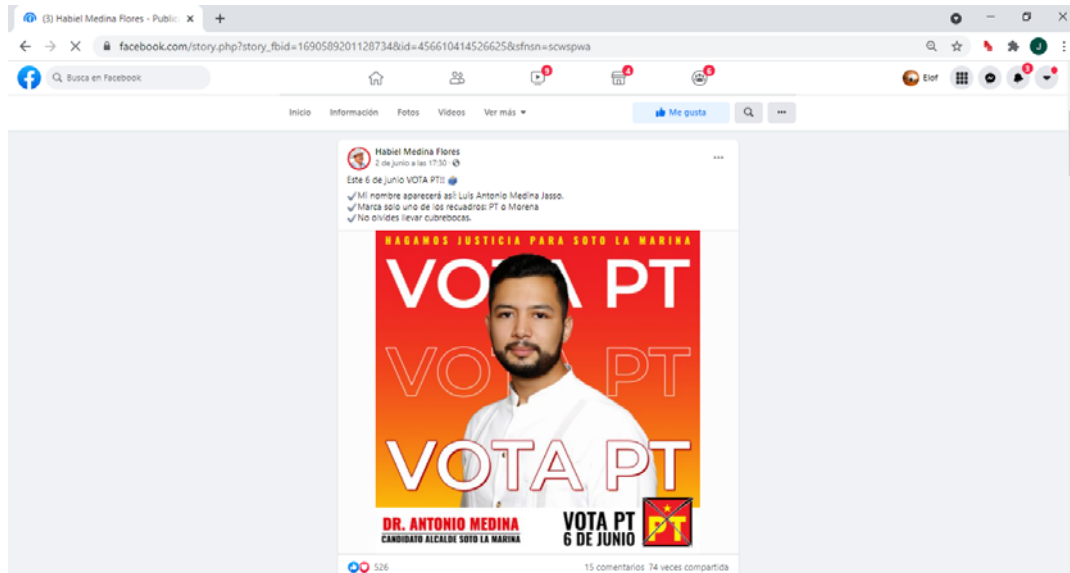 (3) Habiel Medina Flores - Public
facebook.com/story.php?story_fbid=1690589201128734&id=456610414526625&sfnsn=scwspwa
J
Busca en Facebook
9
4
6
Elof
3
Inicio Información Fotos Videos Ver más
Me gusta
Habiel Medina Flores
2 de junio a las 17:30
Este 6 de junio VOTA PT!!
Mi nombre aparecerá así: Luis Antonio Medina Jasso.
Marca solo uno de los recuadros: PT o Morena
No olvides llevar cubrebocas.
HAGAMOS JUSTICIA PARA SOTO LA MARINA
VOTA PT
VOTA PT
VOTA PT
DR. ANTONIO MEDINA
CANDIDATO ALCALDE SOTO LA MARINA
VOTA PT
6 DE JUNIO
PT
526
15 comentarios 74 veces compartida